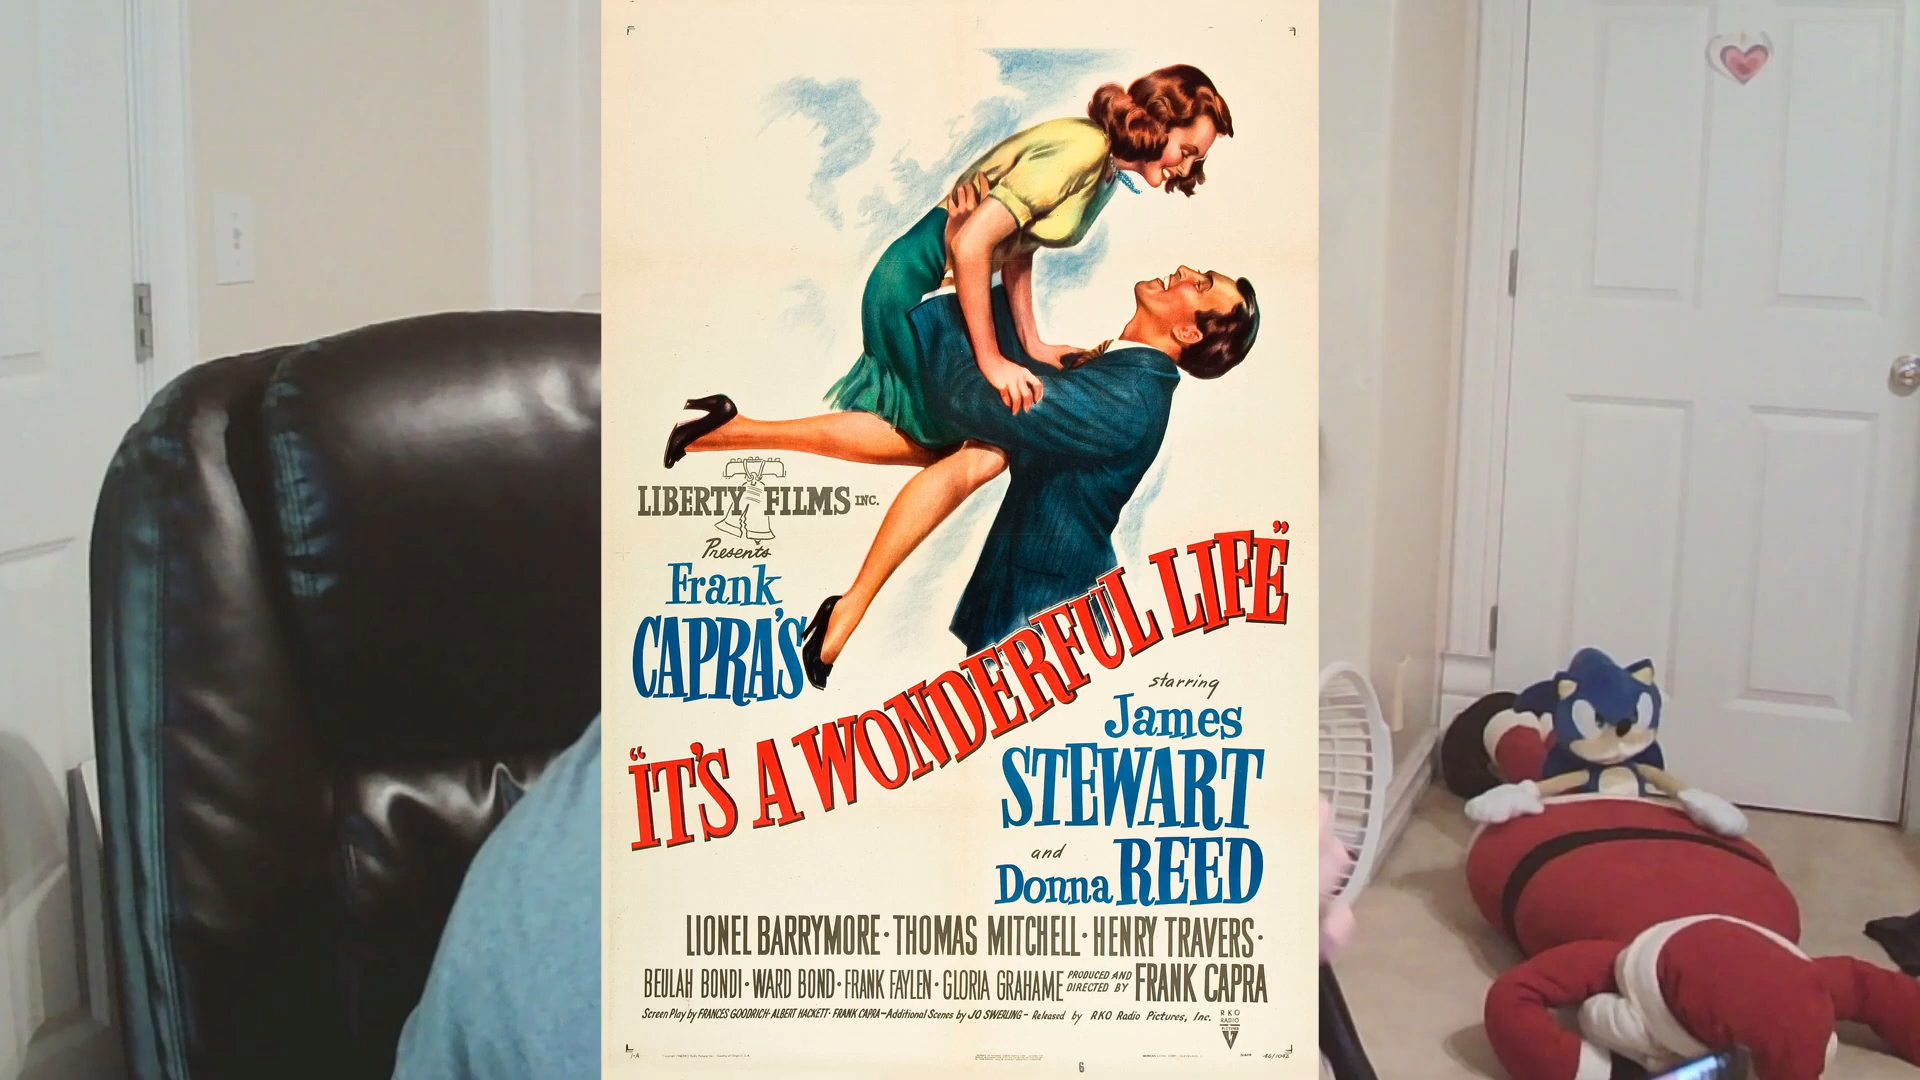 LIBERTY FILMS INC.
Presents
Frank
CAPRA'S
"IT'S A WONDERFUL LIFE"
starring
James
STEWART
and
Donna REED
LIONEL BARRYMORE · THOMAS MITCHELL · HENRY TRAVERS ·
BEULAH BONDI · WARD BOND · FRANK FAYLEN · GLORIA GRAHAME PRODUCED AND DIRECTED BY FRANK CAPRA
Screen Play by FRANCES GOODRICH · ALBERT HACKETT · FRANK CAPRA — Additional Scenes by JO SWERLING - Released by RKO Radio Pictures, Inc.
RKO
RADIO
PICTURES
46/1046
6